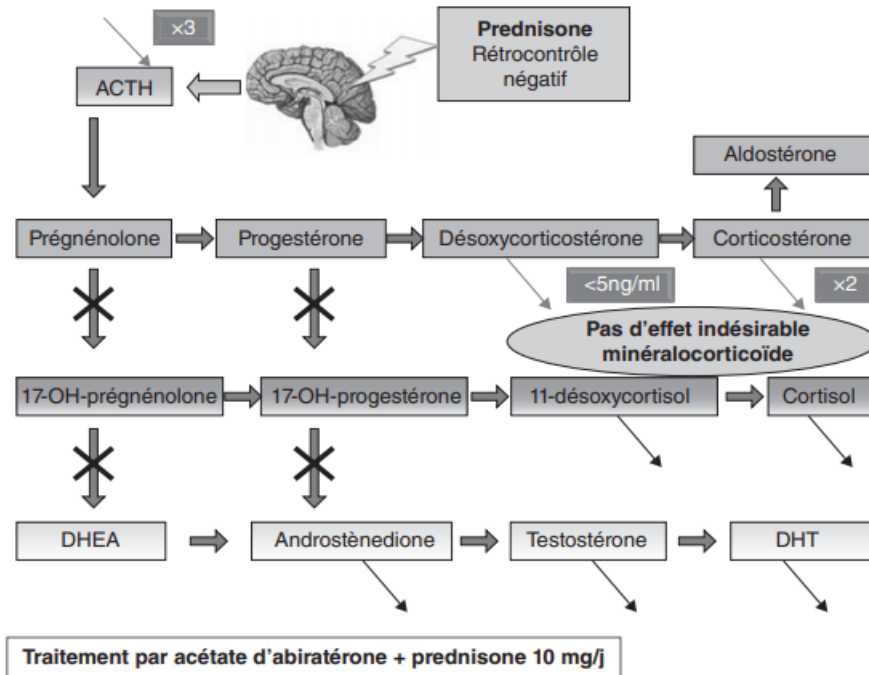 ×3
Prednisone
Rétrocontrôle
négatif
ACTH
Aldostérone
Prégnénolone
Progestérone
Désoxycorticostérone
Corticostérone
<5ng/ml
×2
Pas d'effet indésirable
minéralocorticoïde
17-OH-prégnénolone
17-OH-progestérone
11-désoxycortisol
Cortisol
DHEA
Androstènedione
Testostérone
DHT
Traitement par acétate d'abiratérone + prednisone 10 mg/j